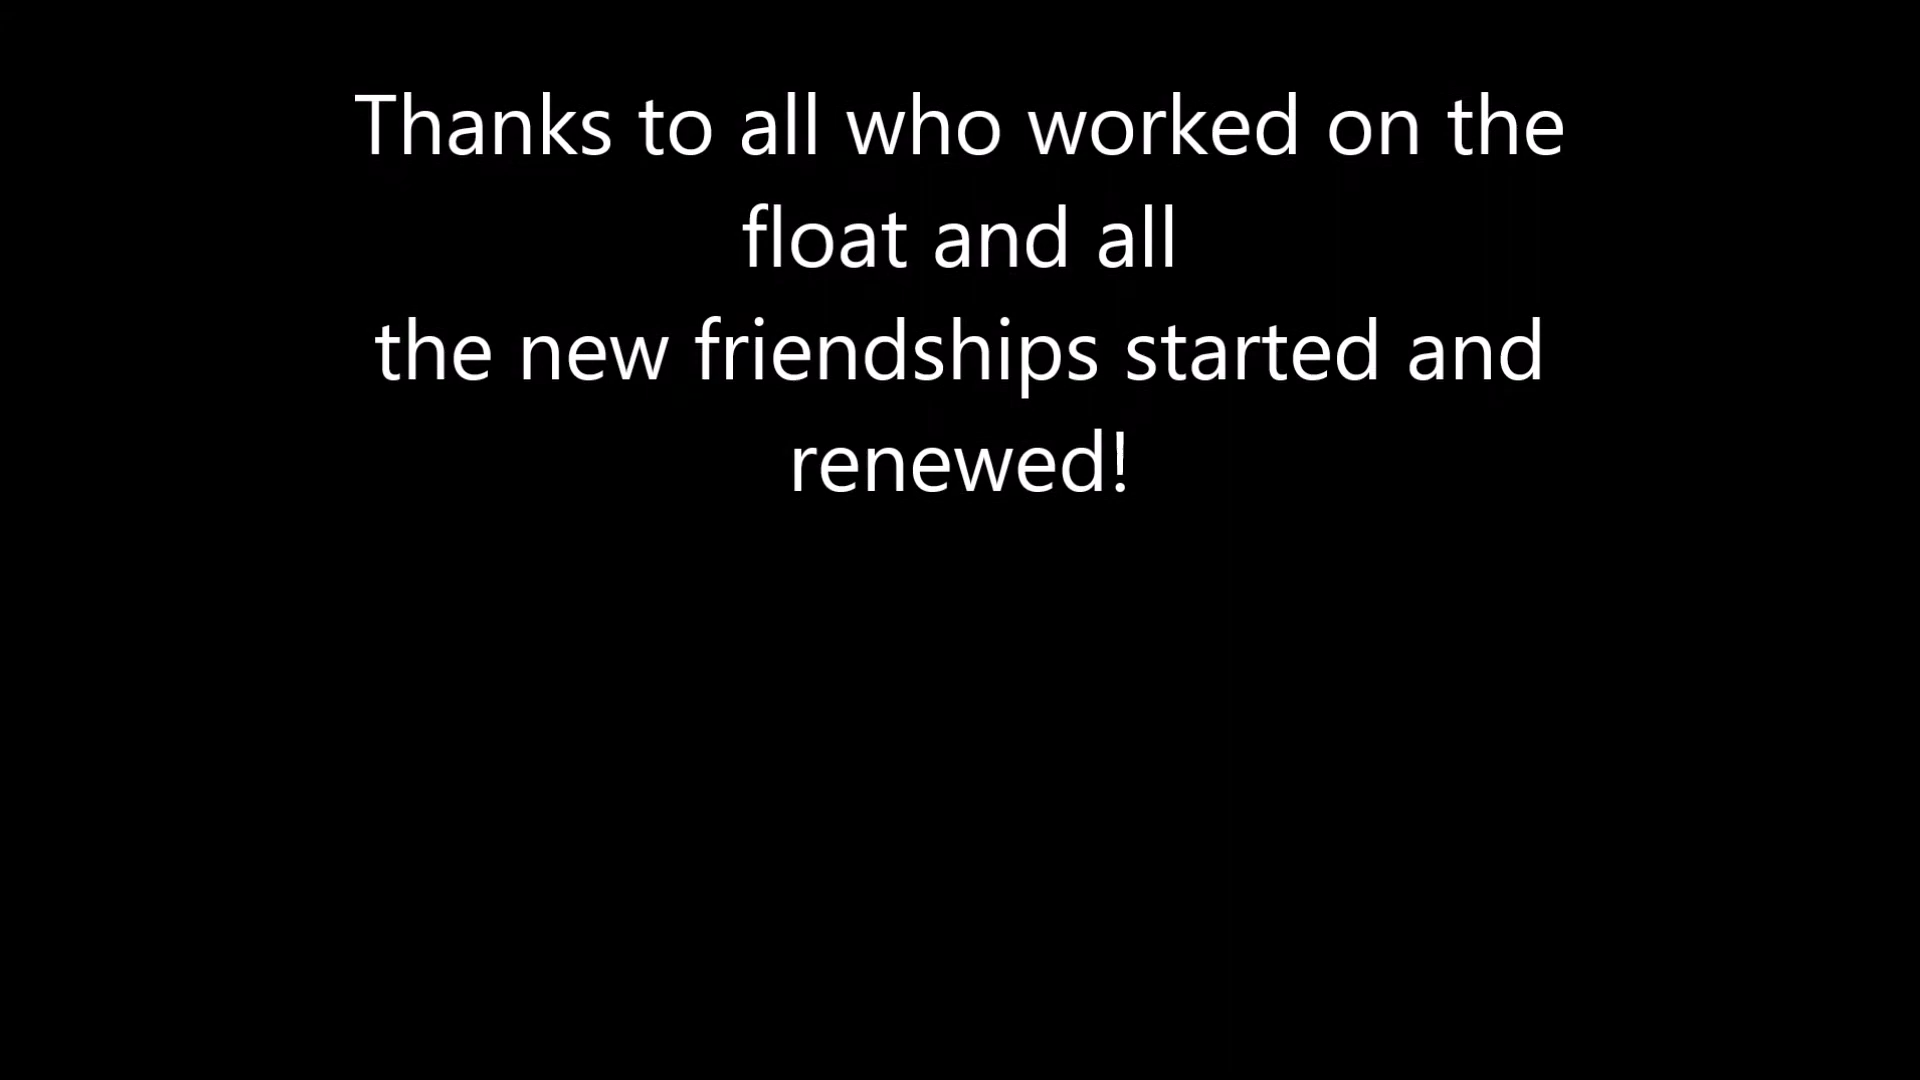 Thanks to all who worked on the
float and all
the new friendships started and
renewed!